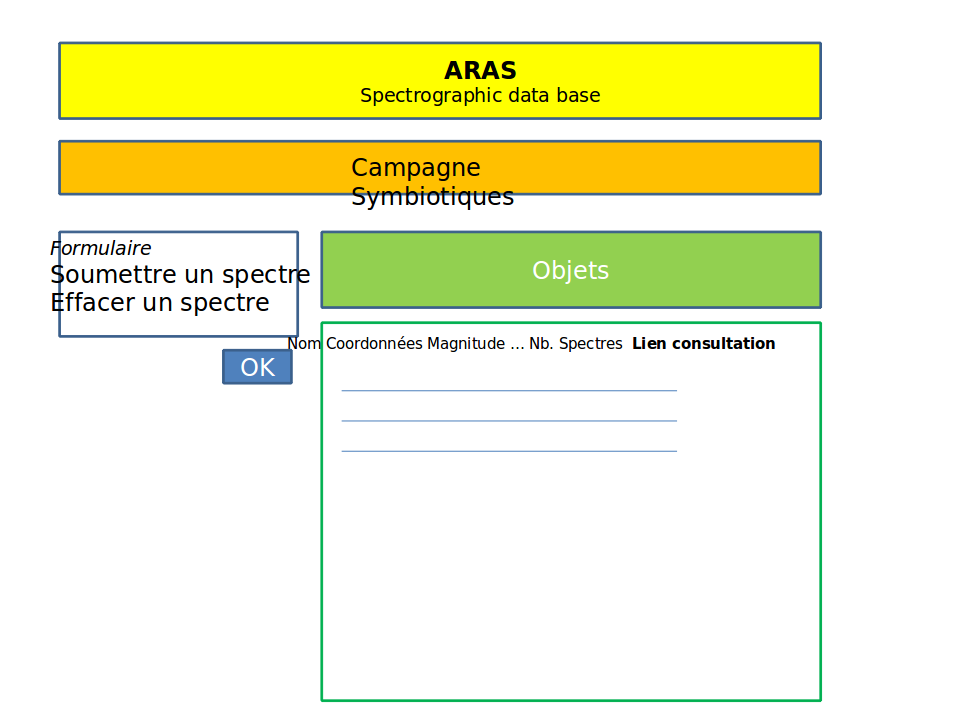 ARAS
Spectrographic data base
Campagne
Symbiotiques
Formulaire
Soumettre un spectre
Effacer un spectre
OK
Objets
Nom Coordonnées Magnitude ... Nb. Spectres Lien consultation